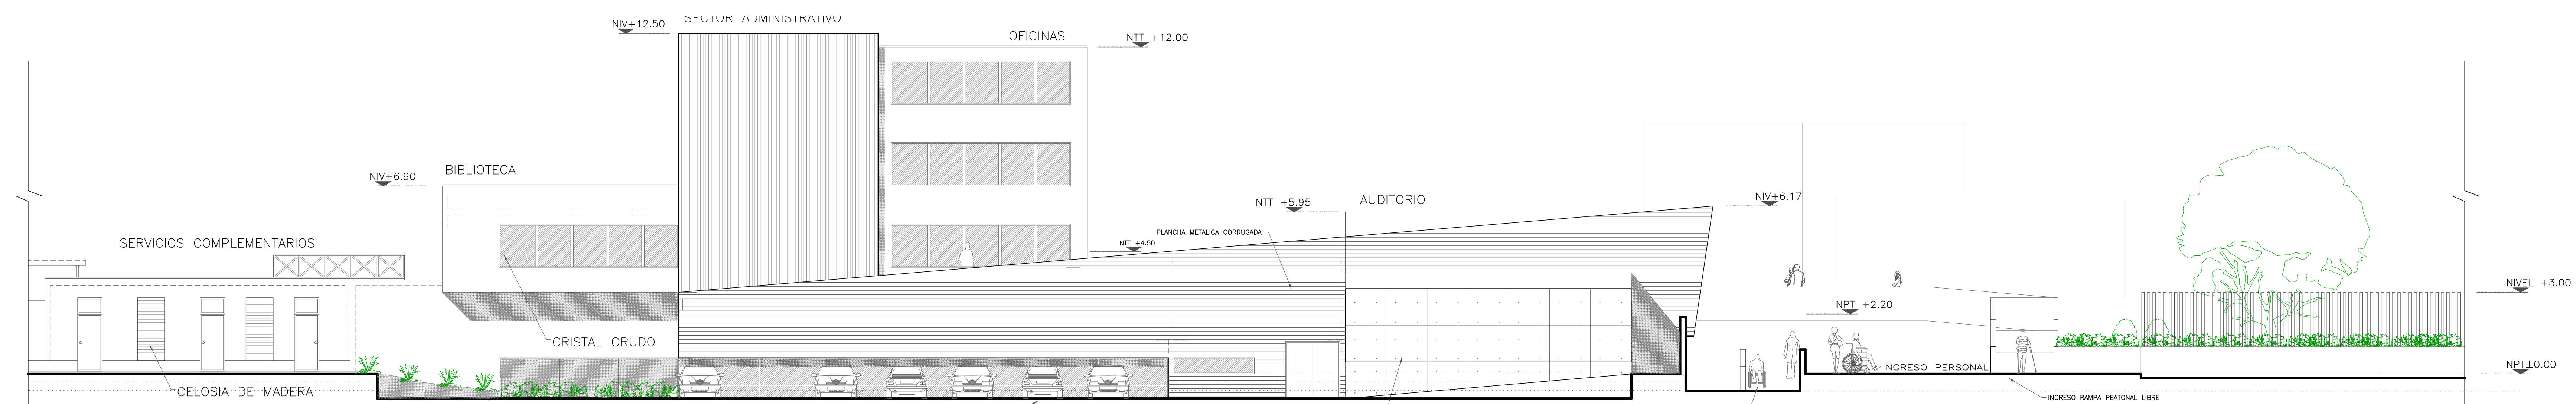 NIV+12.50
SECTOR ADMINISTRATIVO
OFICINAS
NTT +12.00
BIBLIOTECA
NIV+6.90
NTT +5.95
AUDITORIO
NIV+6.17
PLANCHA METALICA CORRUGADA
NTT +4.50
SERVICIOS COMPLEMENTARIOS
NIVEL +3.00
NPT +2.20
CRISTAL CRUDO
INGRESO PERSONAL
NPT±0.00
CELOSIA DE MADERA
INGRESO RAMPA PEATONAL LIBRE